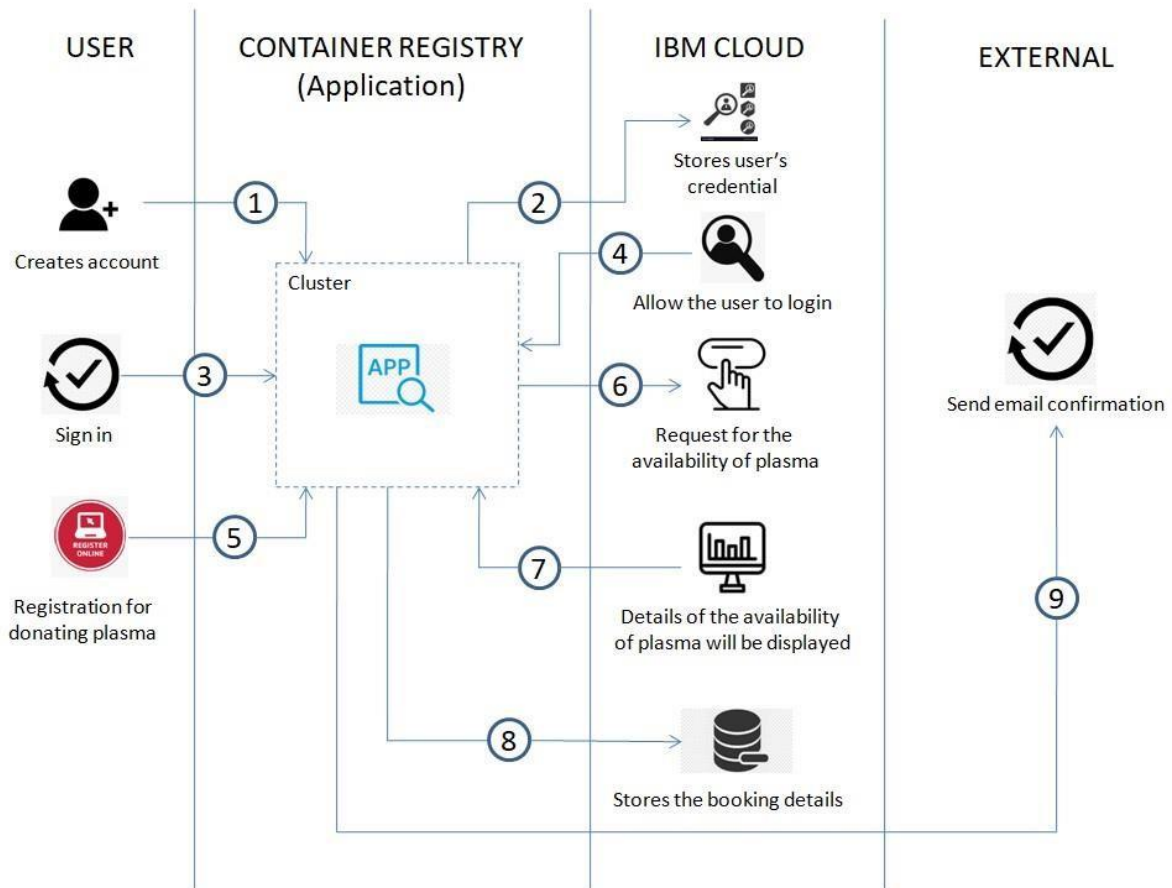 USER
CONTAINER REGISTRY
(Application)
IBM CLOUD
EXTERNAL
Stores user's
credential
1
2
Creates account
4
Cluster
Allow the user to login
APP
3
6
Sign in
Request for the
availability of plasma
Send email confirmation
REGISTER
ONLINE
5
7
Registration for
donating plasma
Details of the availability
of plasma will be displayed
9
8
Stores the booking details